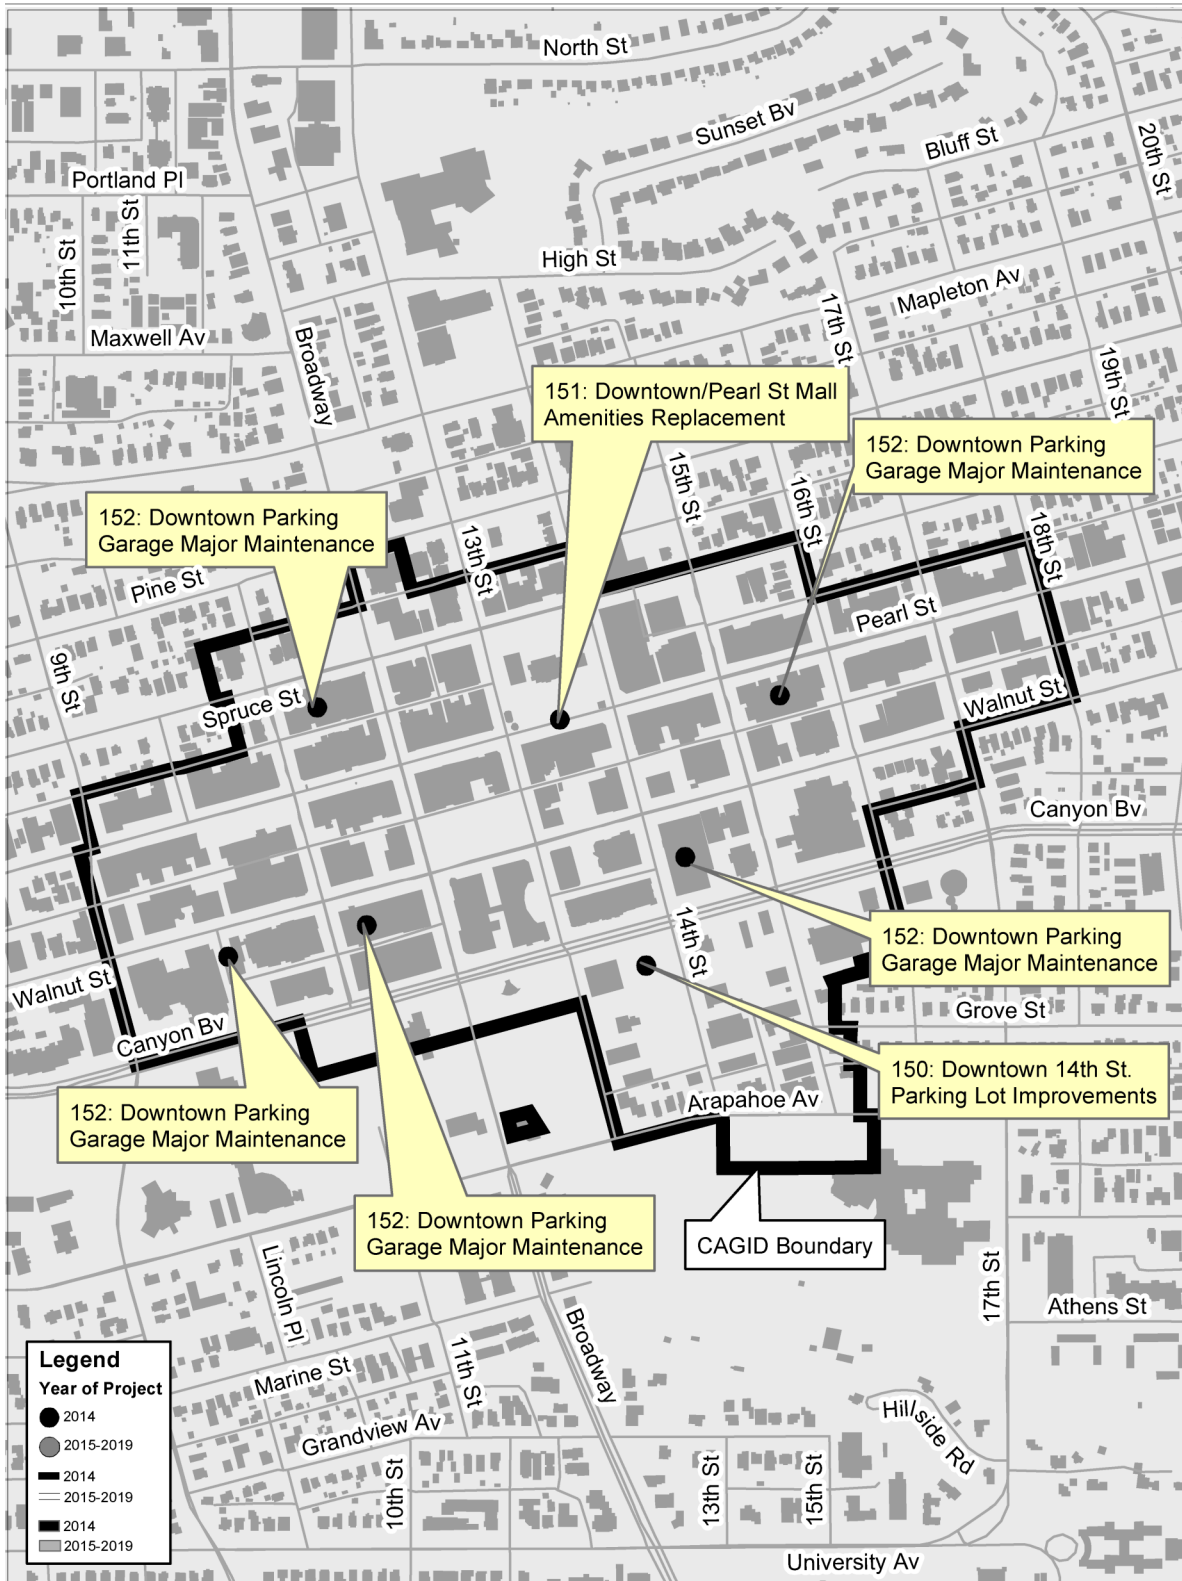 North St
Sunset Bv
Bluff St
20th St
Portland Pl
11th St
10th St
High St
Mapleton Av
17th St
Maxwell Av
Broadway
19th St
151: Downtown/Pearl St Mall
Amenities Replacement
152: Downtown Parking
Garage Major Maintenance
15th St
16th St
152: Downtown Parking
Garage Major Maintenance
13th St
18th St
Pine St
Pearl St
9th St
Spruce St
Walnut St
Canyon Bv
14th St
152: Downtown Parking
Garage Major Maintenance
Walnut St
Canyon Bv
Grove St
150: Downtown 14th St.
Parking Lot Improvements
Arapahoe Av
152: Downtown Parking
Garage Major Maintenance
152: Downtown Parking
Garage Major Maintenance
CAGID Boundary
Lincoln Pl
17th St
Athens St
Broadway
11th St
Marine St
Grandview Av
Hillside Rd
10th St
13th St
15th St
University Av
Legend
Year of Project
2014
2015-2019
2014
2015-2019
2014
2015-2019